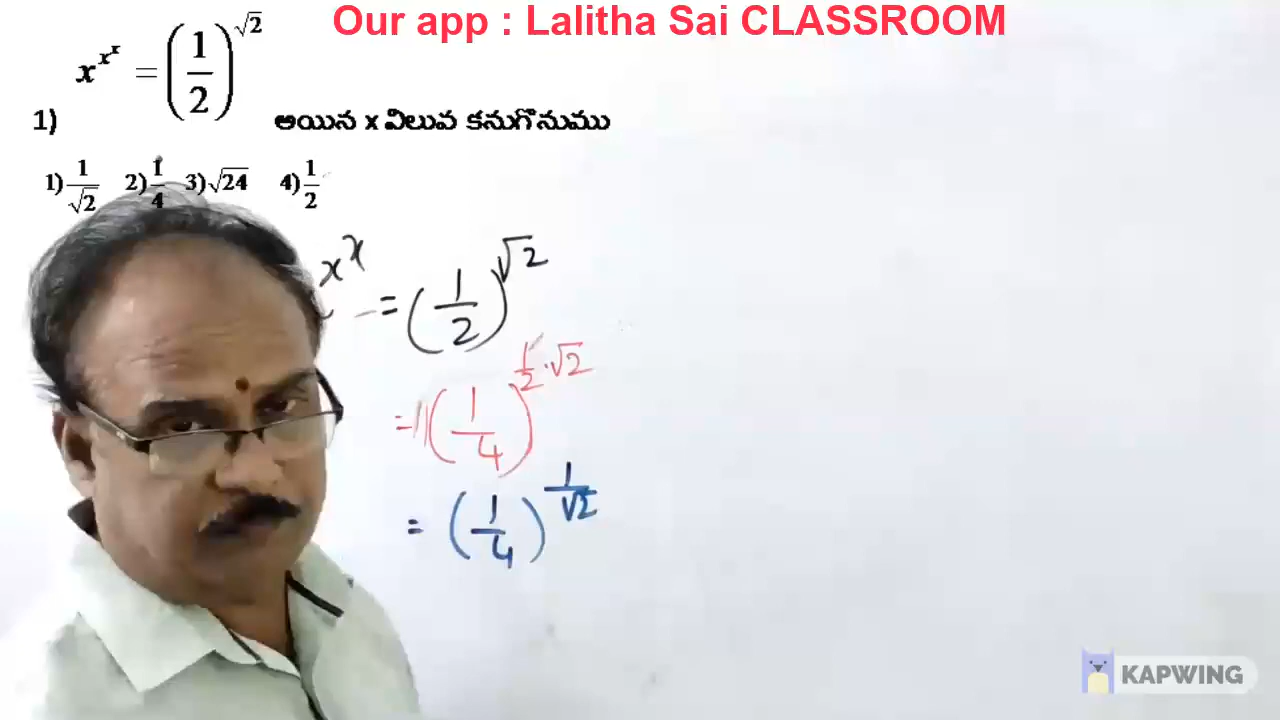 Our app : Lalitha Sai CLASSROOM
x^{x^x} = (1/2)^{√2}
1) అయిన x విలువ కనుగొనుము
1) 1/√2 2) 1/4 3) √24 4) 1/2
x^x = (1/2)^{√2}
= (1/4)^{1/2 · √2}
= (1/4)^{1/√2}
KAPWING